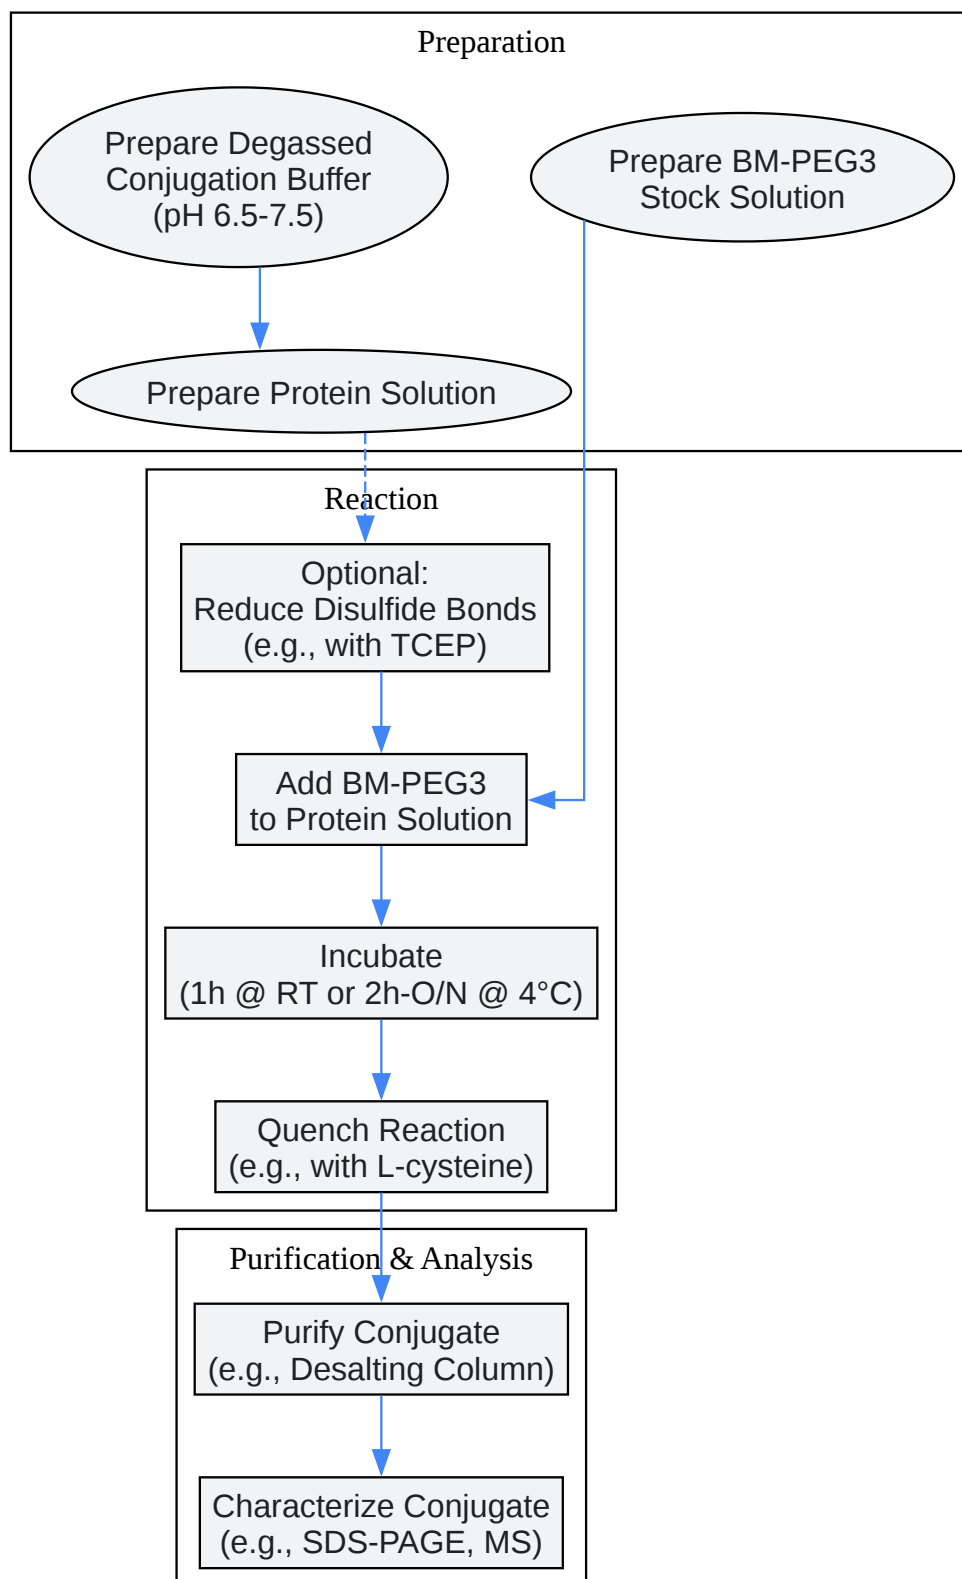 Preparation
Prepare Degassed
Conjugation Buffer
(pH 6.5-7.5)
Prepare BM-PEG3
Stock Solution
Prepare Protein Solution
Reaction
Optional:
Reduce Disulfide Bonds
(e.g., with TCEP)
Add BM-PEG3
to Protein Solution
Incubate
(1h @ RT or 2h-O/N @ 4°C)
Quench Reaction
(e.g., with L-cysteine)
Purification & Analysis
Purify Conjugate
(e.g., Desalting Column)
Characterize Conjugate
(e.g., SDS-PAGE, MS)